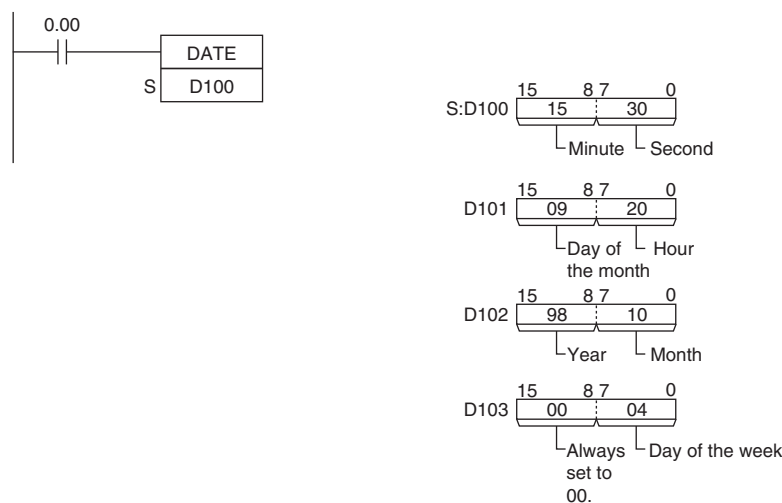 0.00
DATE
S D100
15 8 7 0
S:D100 15 30
Minute Second
15 8 7 0
D101 09 20
Day of Hour
the month
15 8 7 0
D102 98 10
Year Month
15 8 7 0
D103 00 04
Always Day of the week
set to
00.